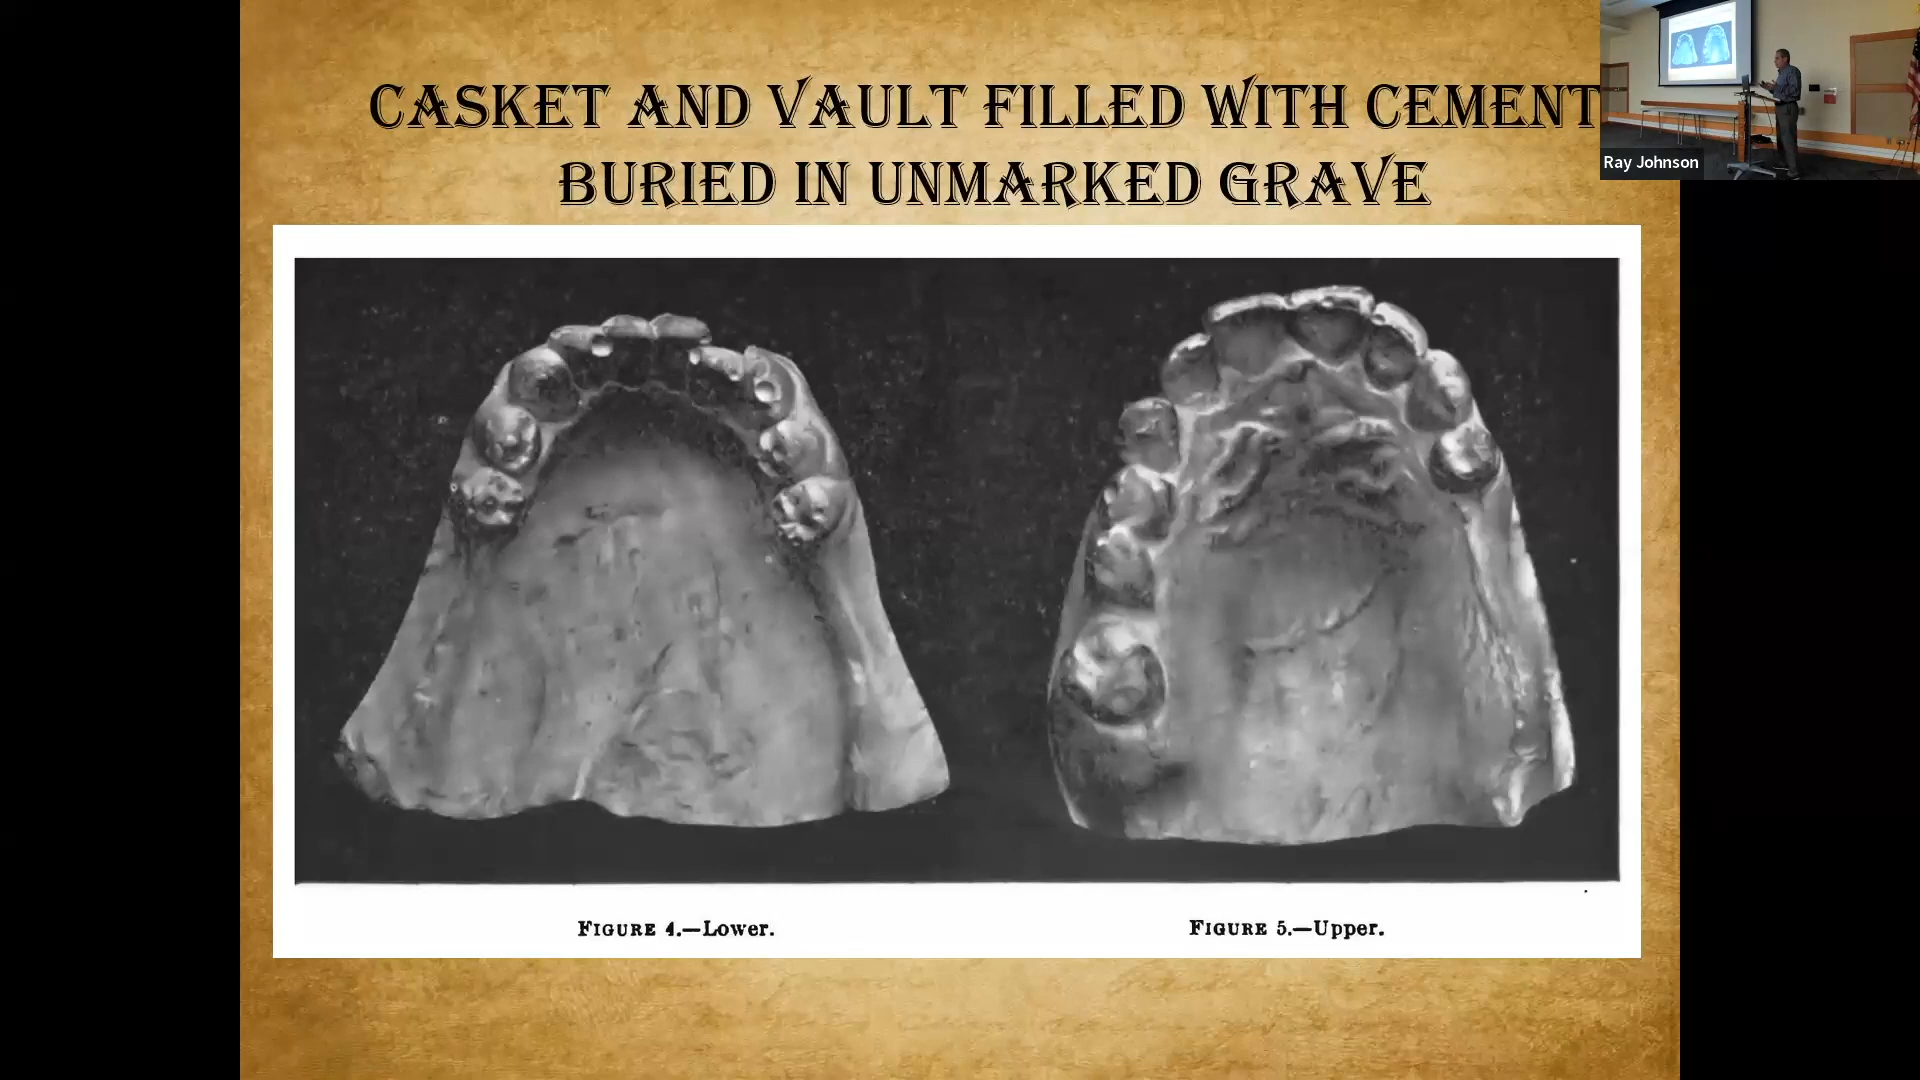 CASKET AND VAULT FILLED WITH CEMENT
BURIED IN UNMARKED GRAVE
Ray Johnson
FIGURE 4.—Lower.
FIGURE 5.—Upper.